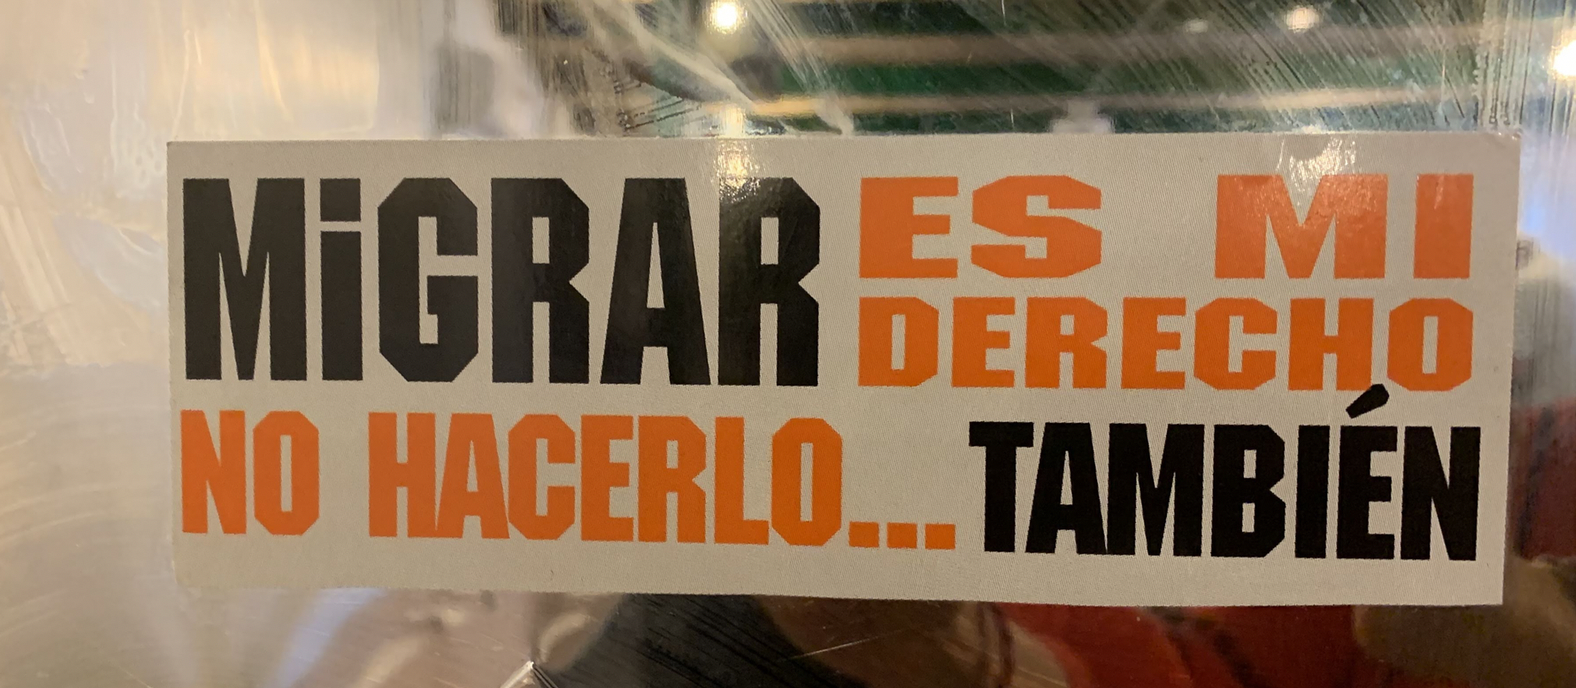 MiGRAR ES MI
DERECHO
NO HACERLO... TAMBIÉN